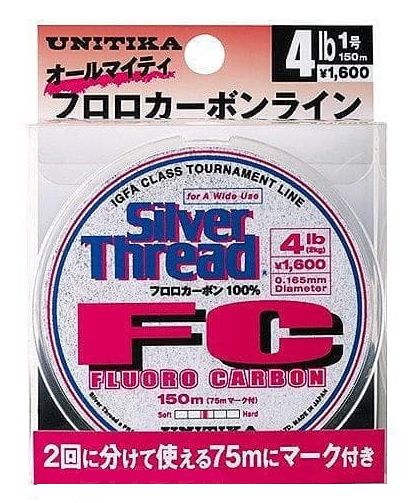 UNITIKA
オールマイティ
4lb 1号
150m
¥1,600
フロロカーボンライン
IGFA CLASS TOURNAMENT LINE
for A Wide Use
Silver
Thread
4lb
(2kg)
¥1,600
0.165mm
Diameter
フロロカーボン100%
FC
FLUORO CARBON
150m (75mマーク付)
Soft Hard
Silver Thread
MADE IN JAPAN
2回に分けて使える75mにマーク付き